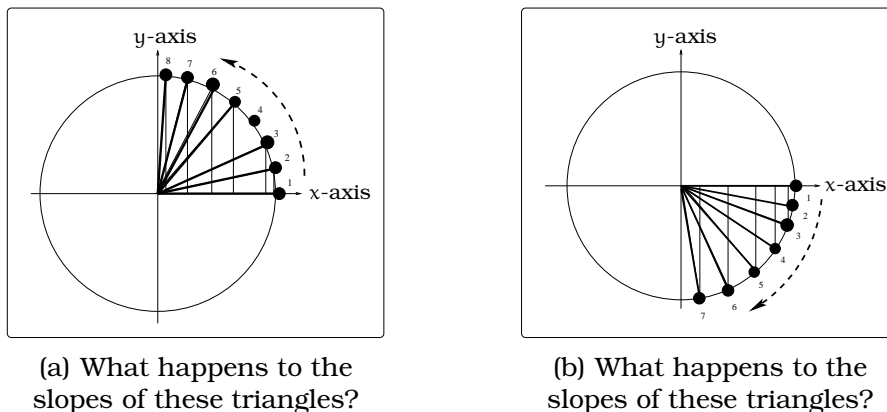 y-axis
8
7
6
5
4
3
2
1
x-axis
(a) What happens to the
slopes of these triangles?
y-axis
x-axis
1
2
3
4
5
6
7
(b) What happens to the
slopes of these triangles?